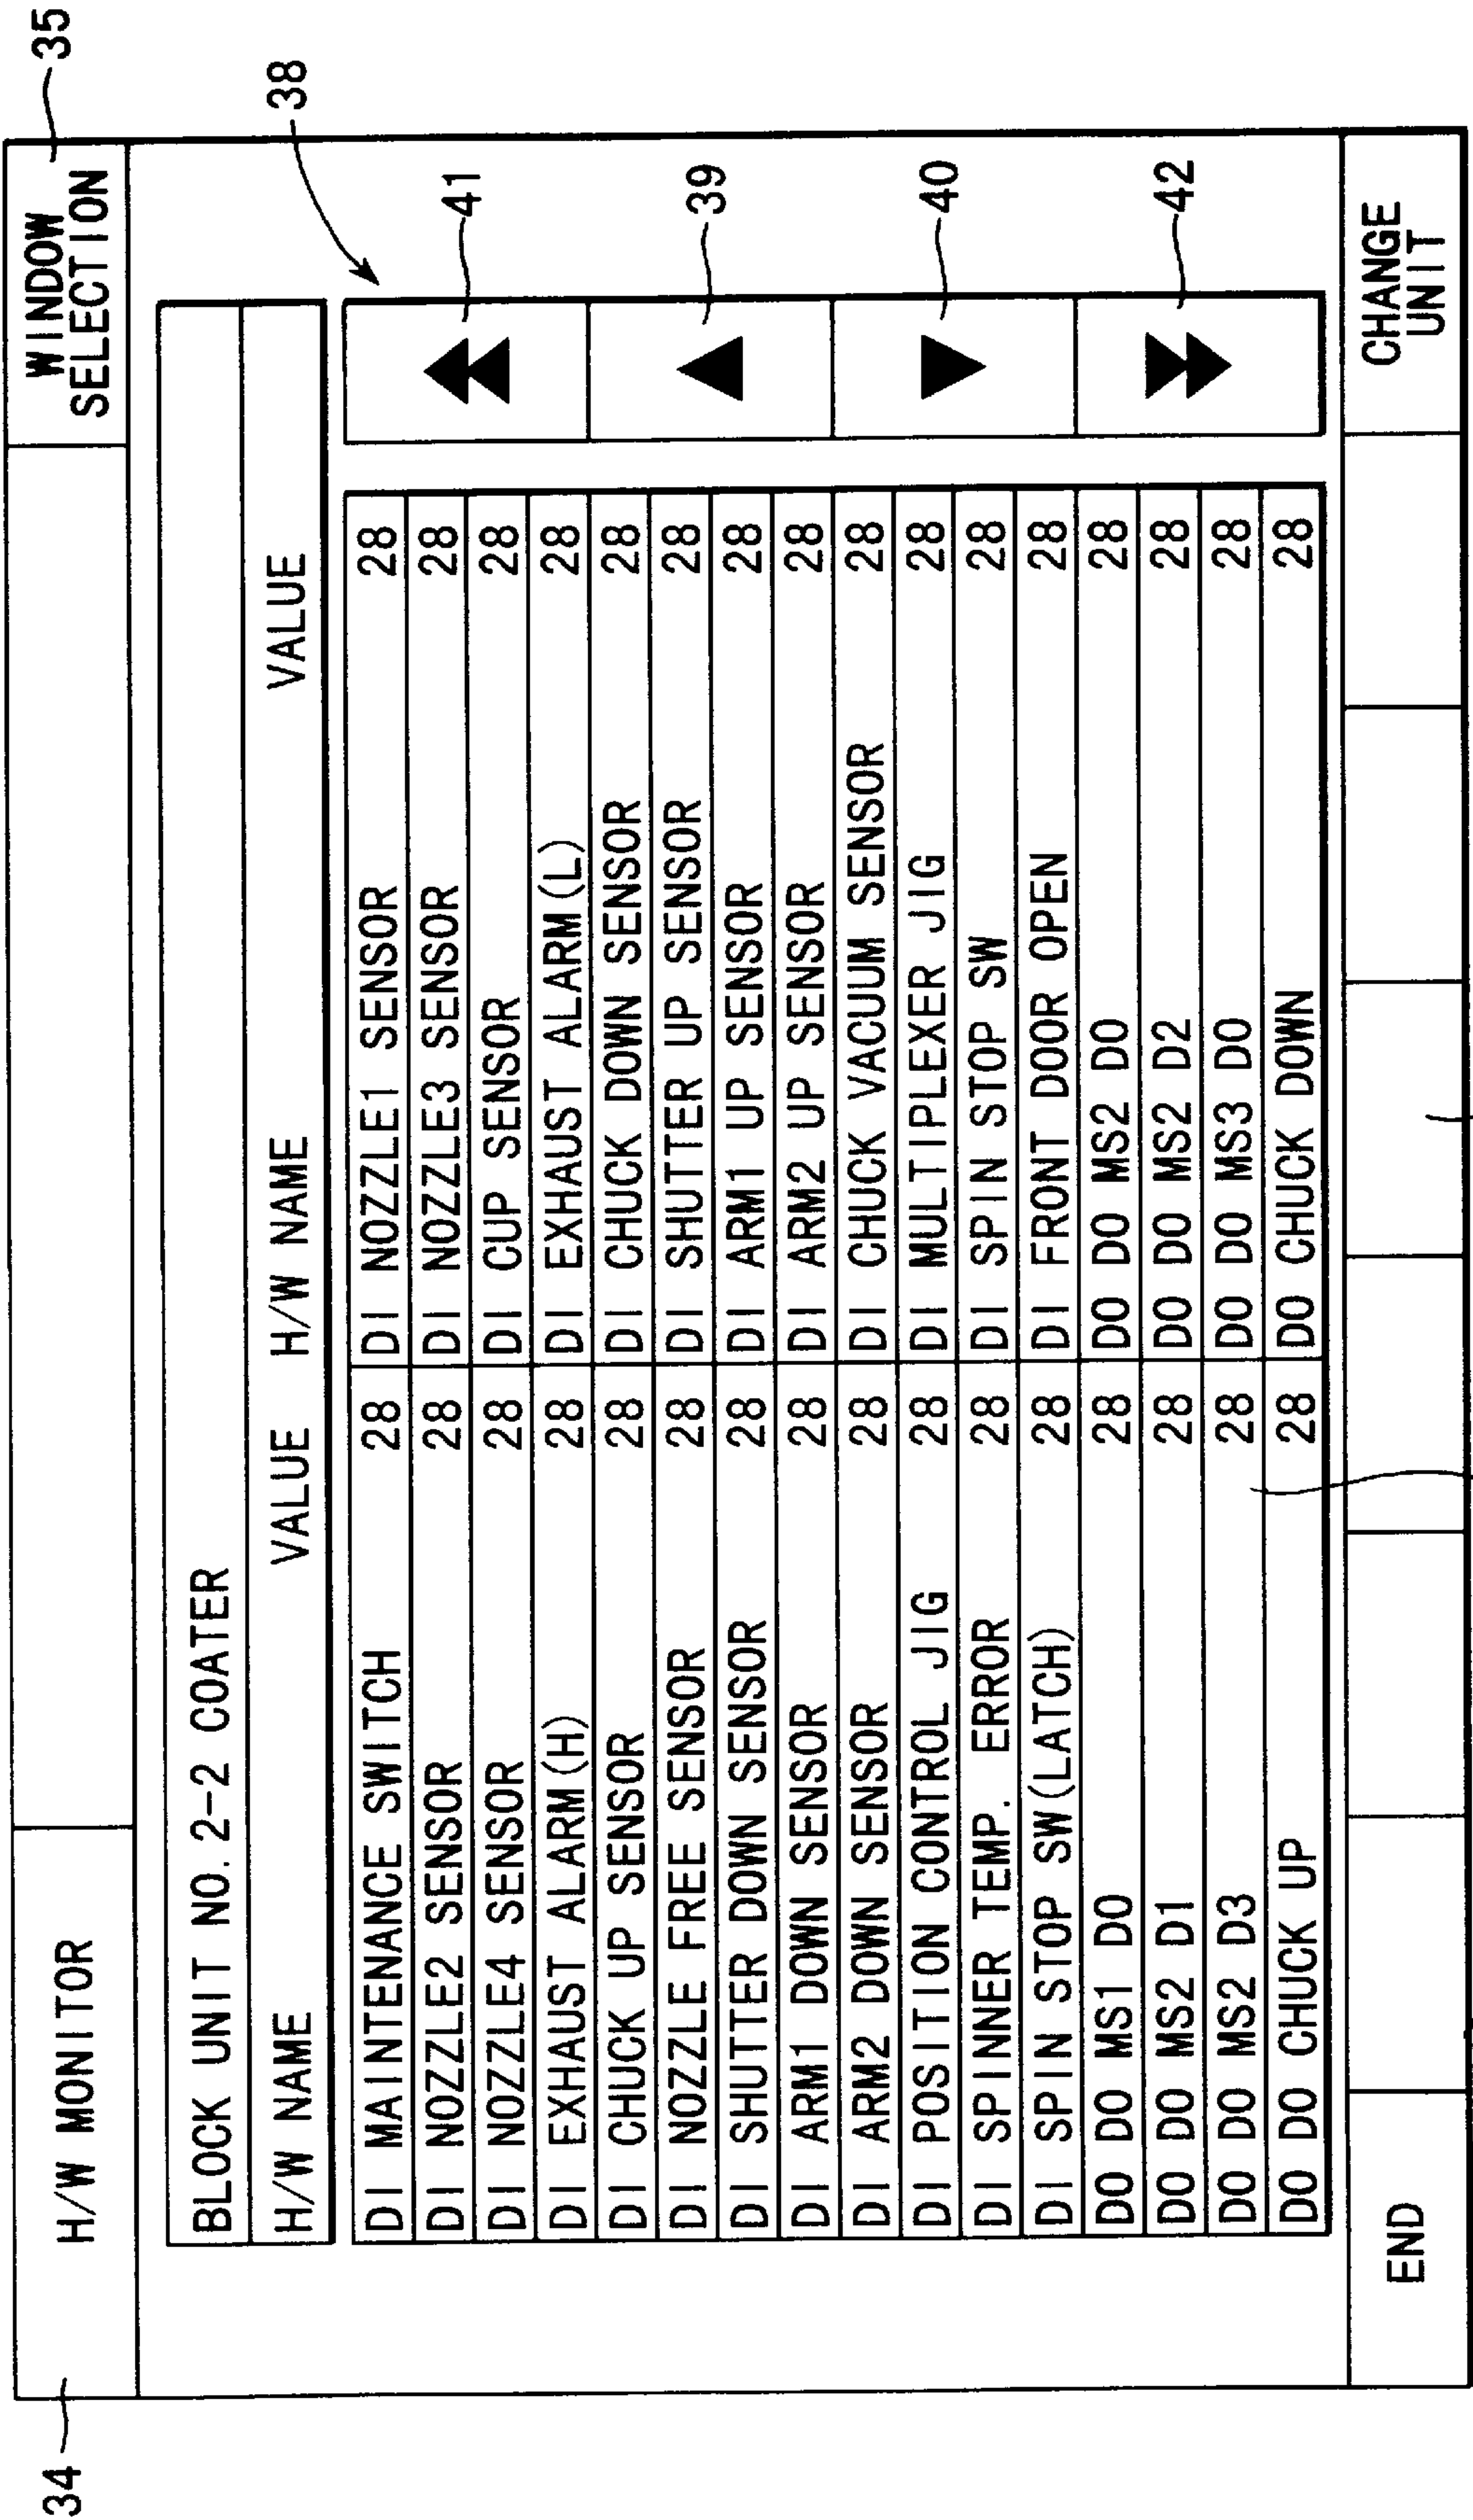 35
34
H/W MONITOR
WINDOW
SELECTION
38
BLOCK UNIT NO. 2-2 COATER
H/W NAME VALUE H/W NAME VALUE
DI MAINTENANCE SWITCH 28 DI NOZZLE1 SENSOR 28
DI NOZZLE2 SENSOR 28 DI NOZZLE3 SENSOR 28
DI NOZZLE4 SENSOR 28 DI CUP SENSOR 28
DI EXHAUST ALARM(H) 28 DI EXHAUST ALARM(L) 28
DI CHUCK UP SENSOR 28 DI CHUCK DOWN SENSOR 28
DI NOZZLE FREE SENSOR 28 DI SHUTTER UP SENSOR 28
DI SHUTTER DOWN SENSOR 28 DI ARM1 UP SENSOR 28
DI ARM1 DOWN SENSOR 28 DI ARM2 UP SENSOR 28
DI ARM2 DOWN SENSOR 28 DI CHUCK VACUUM SENSOR 28
DI POSITION CONTROL JIG 28 DI MULTIPLEXER JIG 28
DI SPINNER TEMP. ERROR 28 DI SPIN STOP SW 28
DI SPIN STOP SW(LATCH) 28 DI FRONT DOOR OPEN 28
DO DO MS1 DO 28 DO DO MS2 DO 28
DO DO MS2 D1 28 DO DO MS2 D2 28
DO DO MS2 D3 28 DO DO MS3 DO 28
DO DO CHUCK UP 28 DO CHUCK DOWN 28
41
39
40
42
END
CHANGE
UNIT